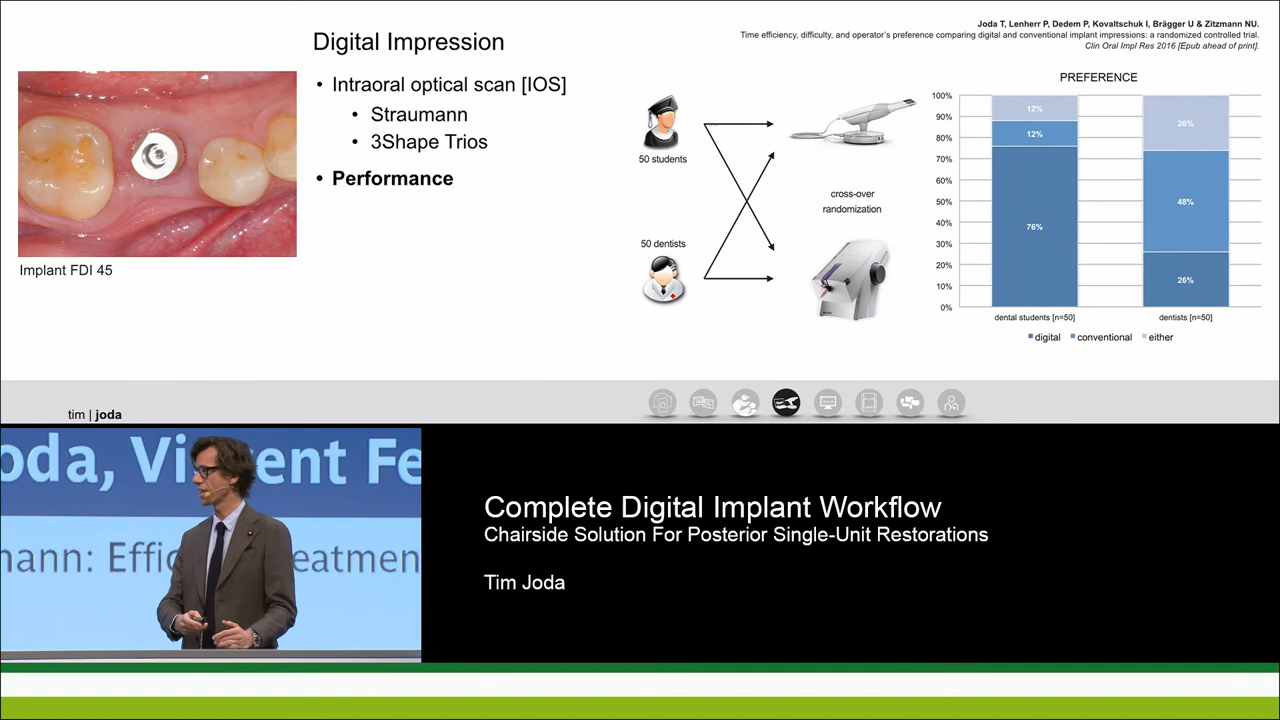 Digital Impression
• Intraoral optical scan [IOS]
• Straumann
• 3Shape Trios
• Performance
Implant FDI 45
Joda T, Lenherr P, Dedem P, Kovaltschuk I, Brägger U & Zitzmann NU.
Time efficiency, difficulty, and operator's preference comparing digital and conventional implant impressions: a randomized controlled trial.
Clin Oral Impl Res 2016 [Epub ahead of print].
50 students
50 dentists
cross-over
randomization
PREFERENCE
100%
90%
80%
70%
60%
50%
40%
30%
20%
10%
0%
12%
12%
76%
26%
48%
26%
dental students [n=50]
dentists [n=50]
digital
conventional
either
tim | joda
oda, Vi ent Fe
mann: Effi eatmen
Complete Digital Implant Workflow
Chairside Solution For Posterior Single-Unit Restorations
Tim Joda